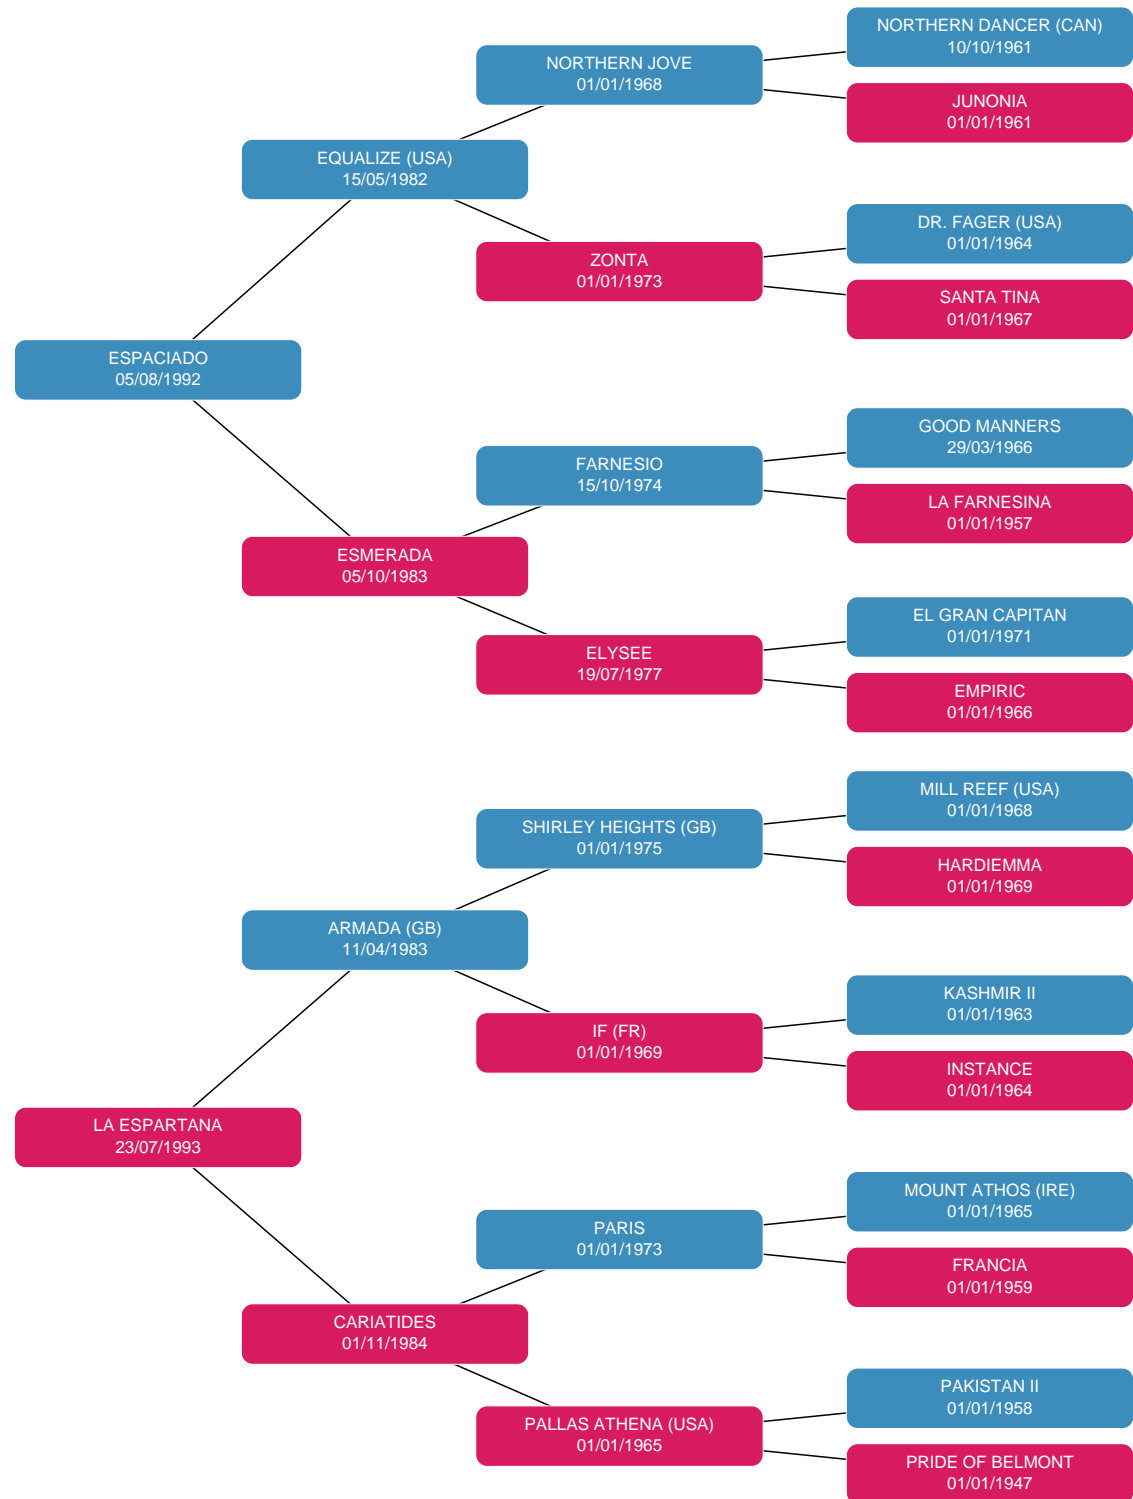 NORTHERN DANCER (CAN)
10/10/1961
NORTHERN JOVE
01/01/1968
JUNONIA
01/01/1961
EQUALIZE (USA)
15/05/1982
DR. FAGER (USA)
01/01/1964
ZONTA
01/01/1973
SANTA TINA
01/01/1967
ESPACIADO
05/08/1992
GOOD MANNERS
29/03/1966
FARNESIO
15/10/1974
LA FARNESINA
01/01/1957
ESMERADA
05/10/1983
EL GRAN CAPITAN
01/01/1971
ELYSEE
19/07/1977
EMPIRIC
01/01/1966
MILL REEF (USA)
01/01/1968
SHIRLEY HEIGHTS (GB)
01/01/1975
HARDIEMMA
01/01/1969
ARMADA (GB)
11/04/1983
KASHMIR II
01/01/1963
IF (FR)
01/01/1969
INSTANCE
01/01/1964
LA ESPARTANA
23/07/1993
MOUNT ATHOS (IRE)
01/01/1965
PARIS
01/01/1973
FRANCIA
01/01/1959
CARIATIDES
01/11/1984
PAKISTAN II
01/01/1958
PALLAS ATHENA (USA)
01/01/1965
PRIDE OF BELMONT
01/01/1947